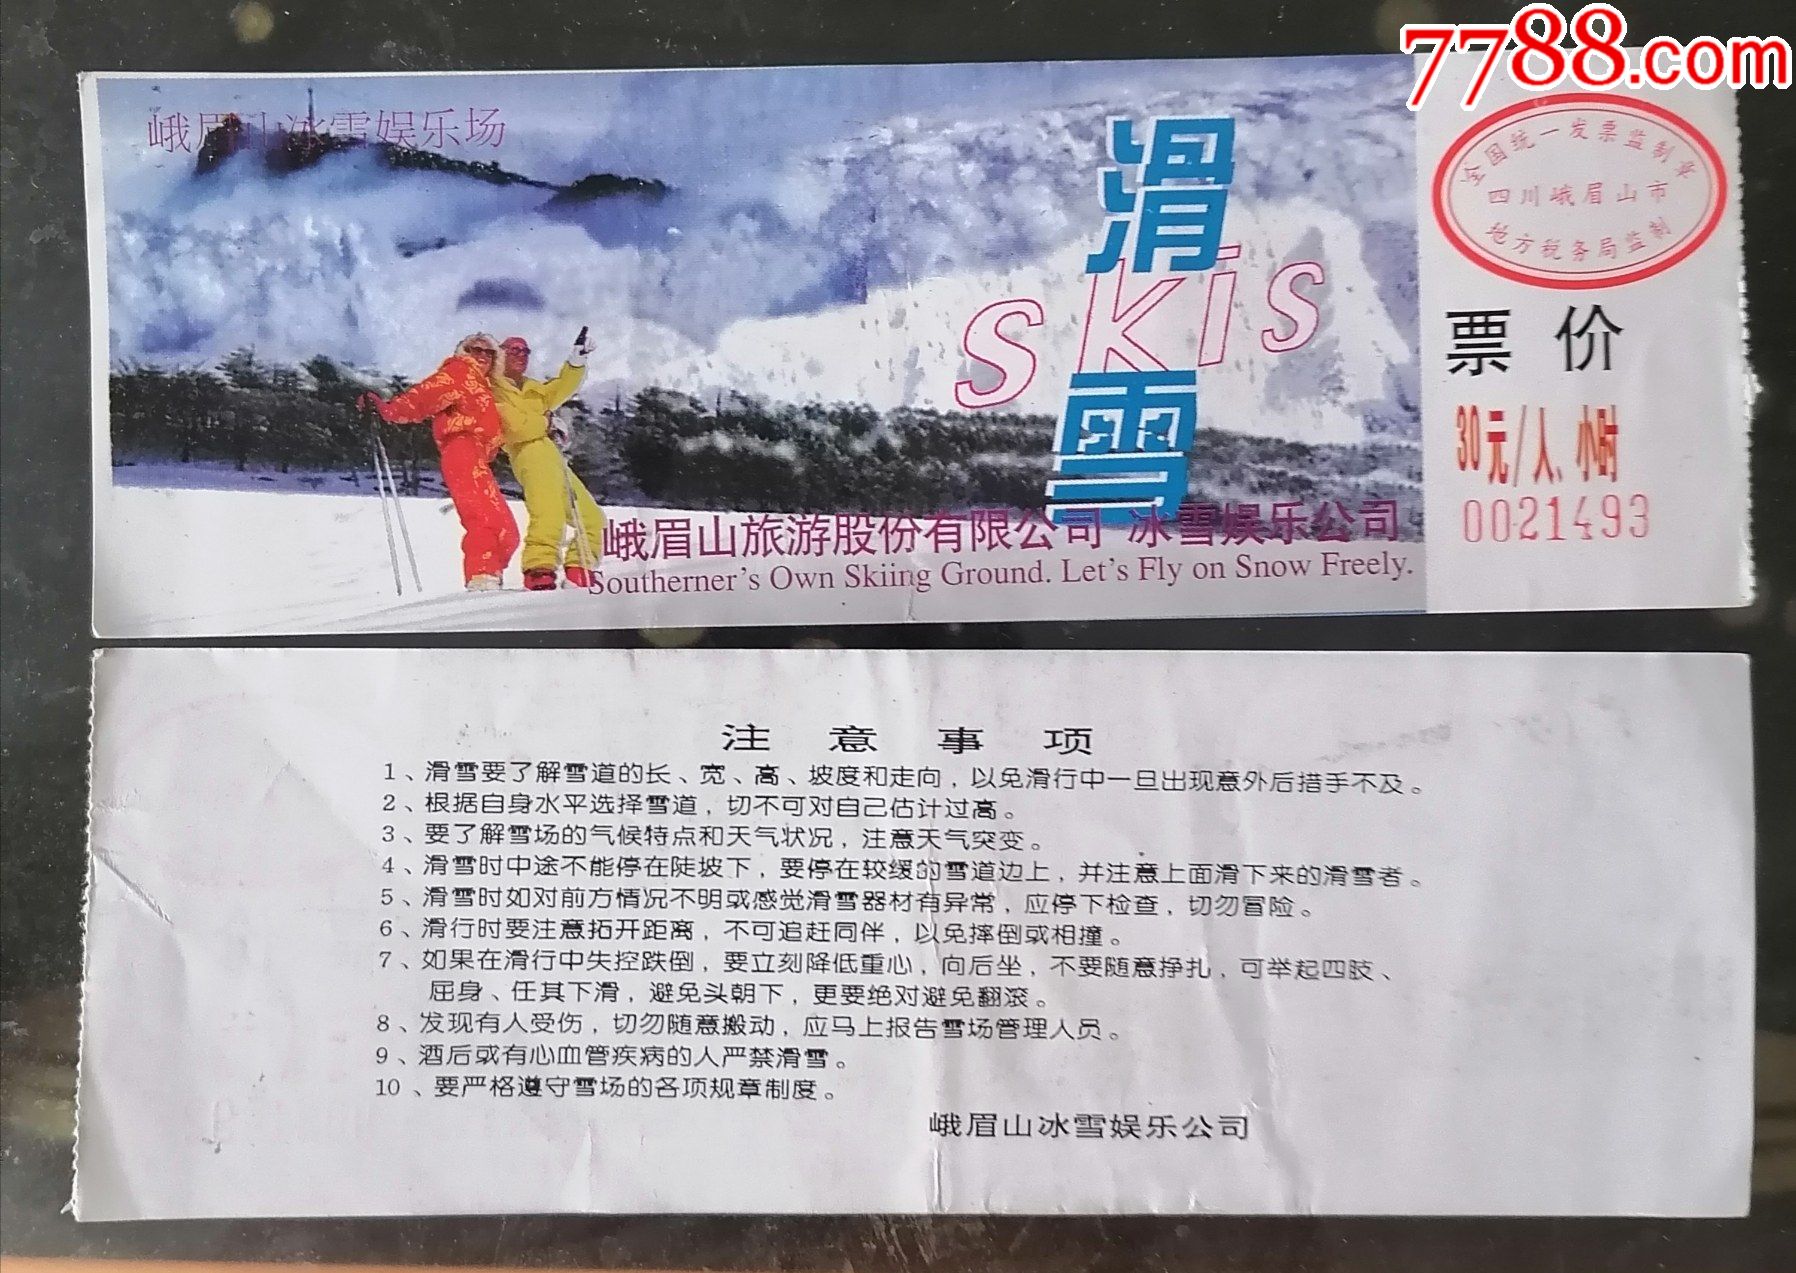 7788.com
峨眉山冰雪娱乐场
滑雪
skis
峨眉山旅游股份有限公司 冰雪娱乐公司
Southerner's Own Skiing Ground. Let's Fly on Snow Freely.
全国统一发票监制章
四川峨眉山市
地方税务局监制
票价
30元/人、小时
0021493
注意事项
1、滑雪要了解雪道的长、宽、高、坡度和走向，以免滑行中一旦出现意外后措手不及。
2、根据自身水平选择雪道，切不可对自己估计过高。
3、要了解雪场的气候特点和天气状况，注意天气突变。
4、滑雪时中途不能停在陡坡下，要停在较缓的雪道边上，并注意上面滑下来的滑雪者。
5、滑雪时如对前方情况不明或感觉滑雪器材有异常，应停下检查，切勿冒险。
6、滑行时要注意拓开距离，不可追赶同伴，以免摔倒或相撞。
7、如果在滑行中失控跌倒，要立刻降低重心，向后坐，不要随意挣扎，可举起四肢、
屈身、任其下滑，避免头朝下，更要绝对避免翻滚。
8、发现有人受伤，切勿随意搬动，应马上报告雪场管理人员。
9、酒后或有心血管疾病的人严禁滑雪。
10、要严格遵守雪场的各项规章制度。
峨眉山冰雪娱乐公司